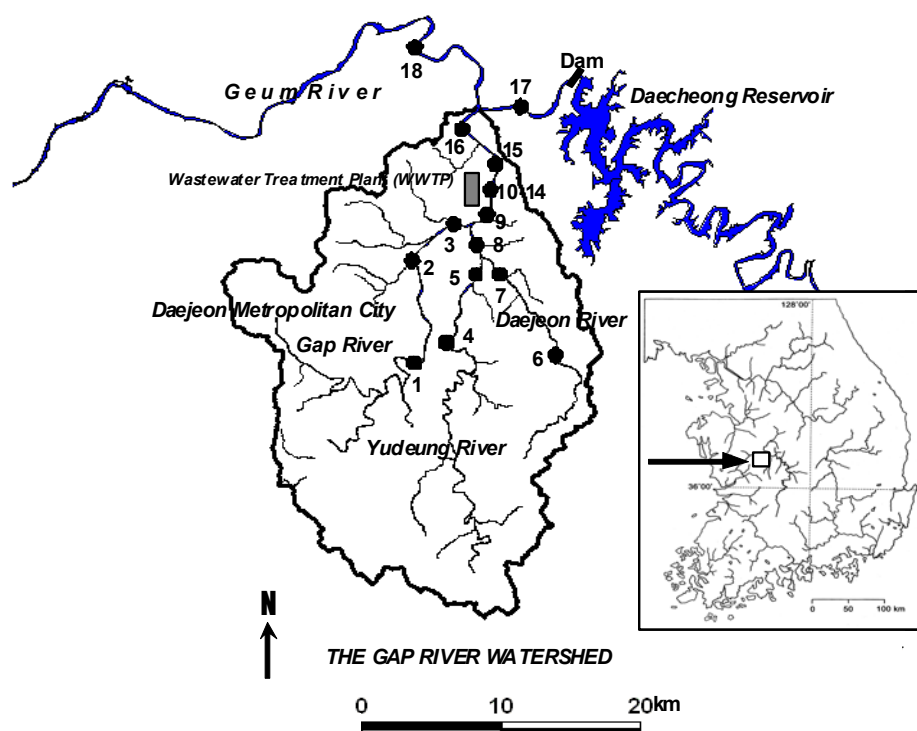 18
Geum River
17
Dam
Daecheong Reservoir
16
15
Wastewater Treatment Plant (WWTP)
10-14
9
3
8
2
5
7
Daejeon Metropolitan City
Daejeon River
Gap River
4
6
1
Yudeung River
128°00'
36°00'
0 50 100 km
N
THE GAP RIVER WATERSHED
0 10 20km